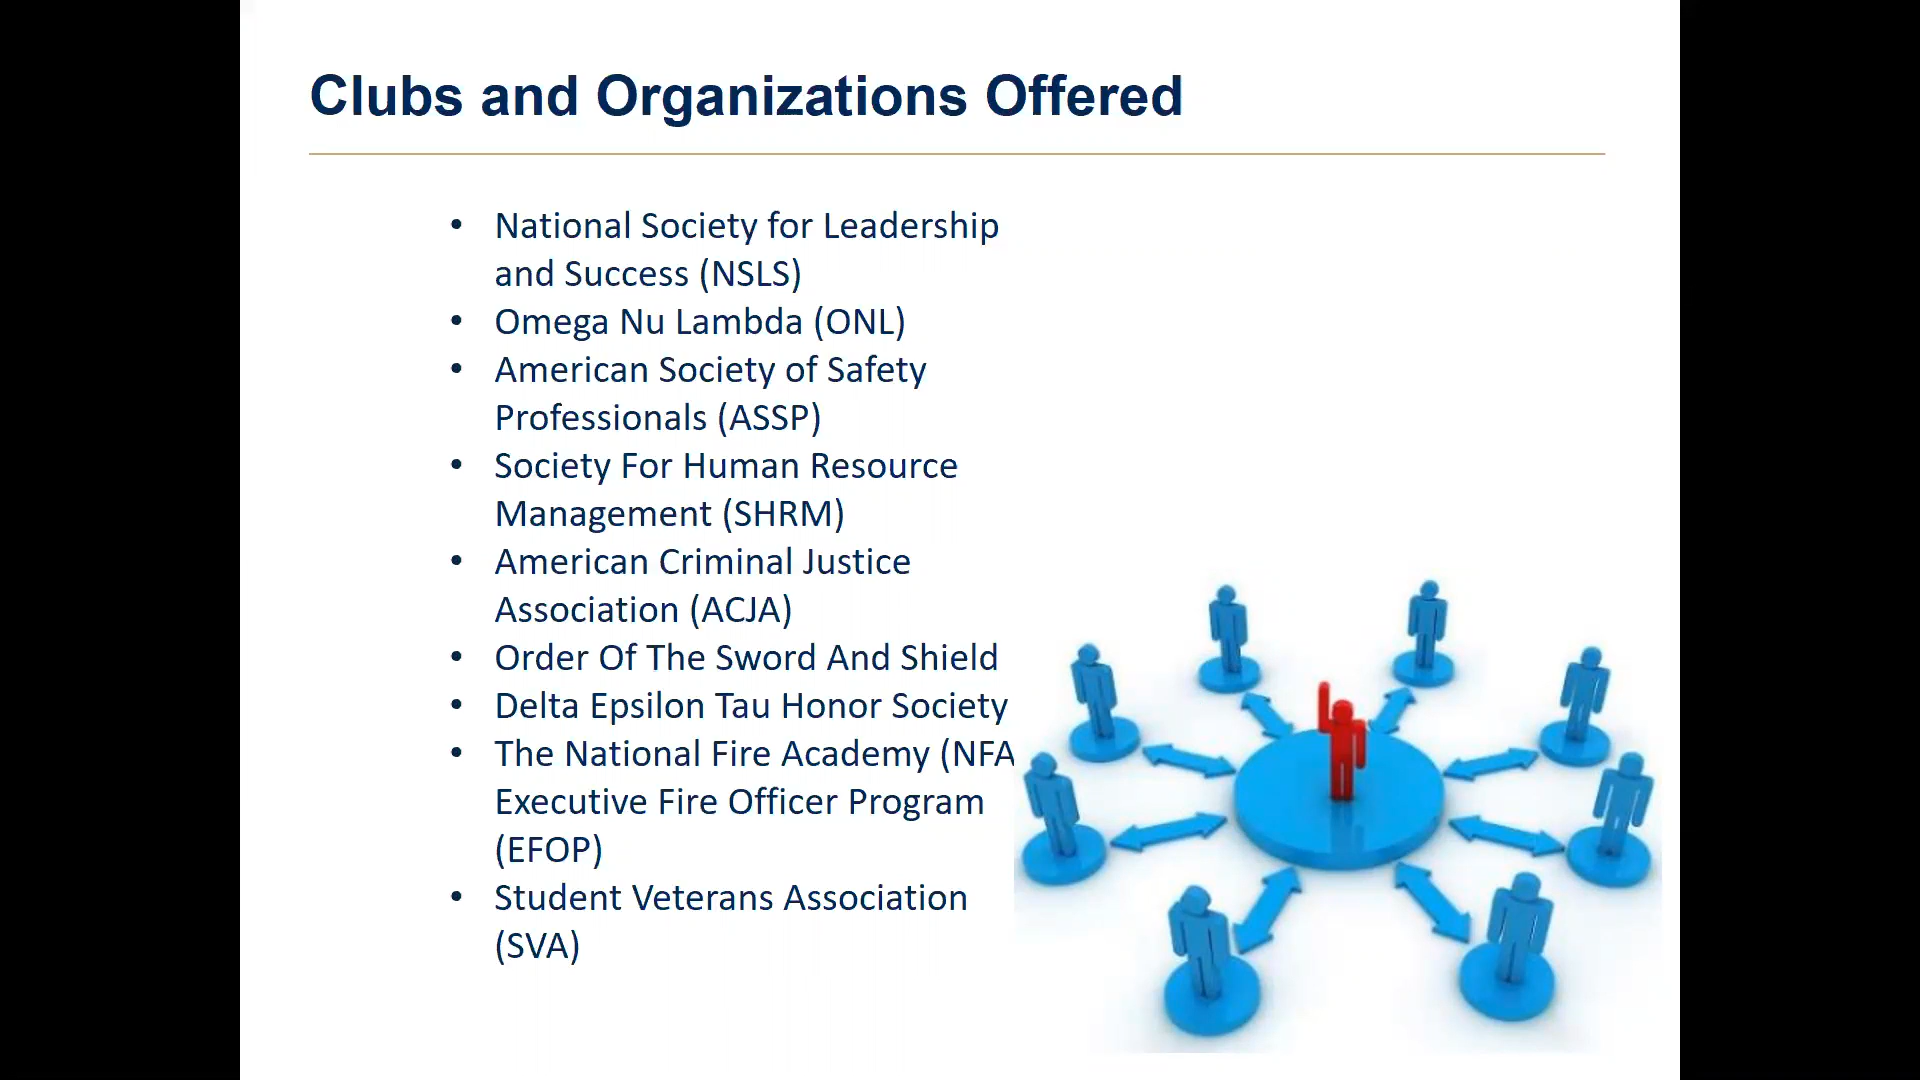 Clubs and Organizations Offered
• National Society for Leadership
and Success (NSLS)
• Omega Nu Lambda (ONL)
• American Society of Safety
Professionals (ASSP)
• Society For Human Resource
Management (SHRM)
• American Criminal Justice
Association (ACJA)
• Order Of The Sword And Shield
• Delta Epsilon Tau Honor Society
• The National Fire Academy (NFA
Executive Fire Officer Program
(EFOP)
• Student Veterans Association
(SVA)